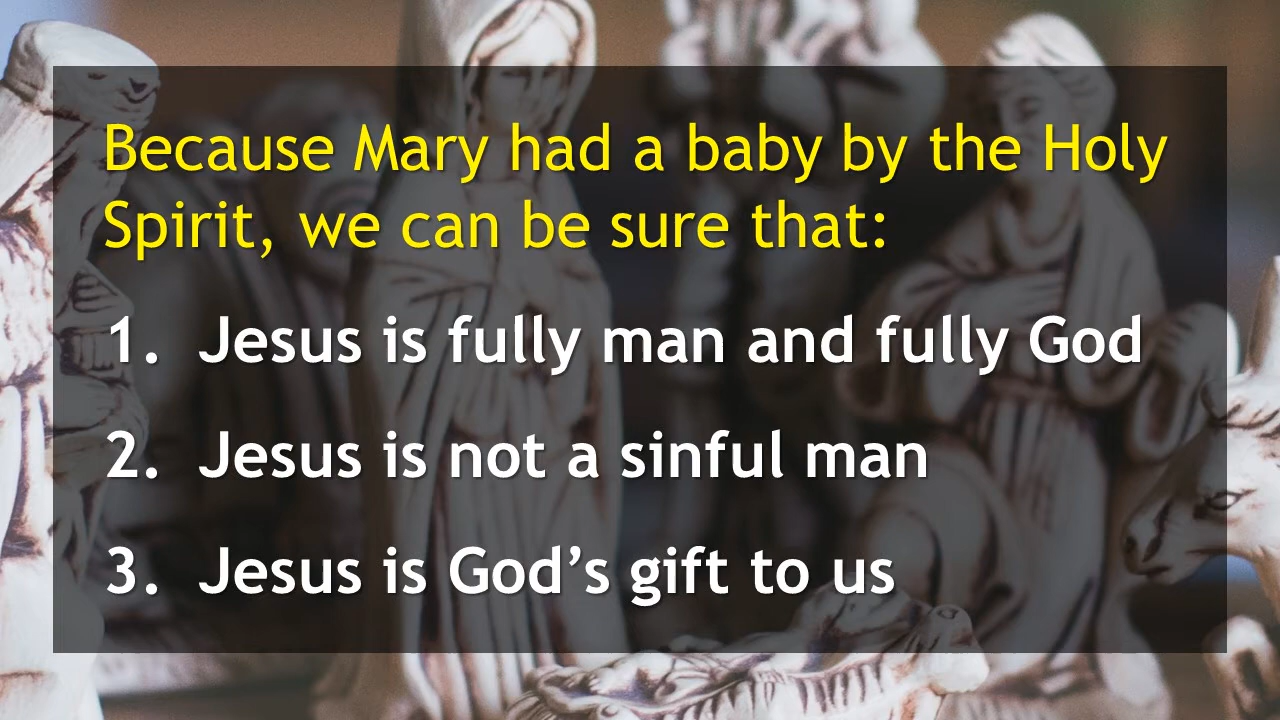 Because Mary had a baby by the Holy
Spirit, we can be sure that:
1. Jesus is fully man and fully God
2. Jesus is not a sinful man
3. Jesus is God’s gift to us